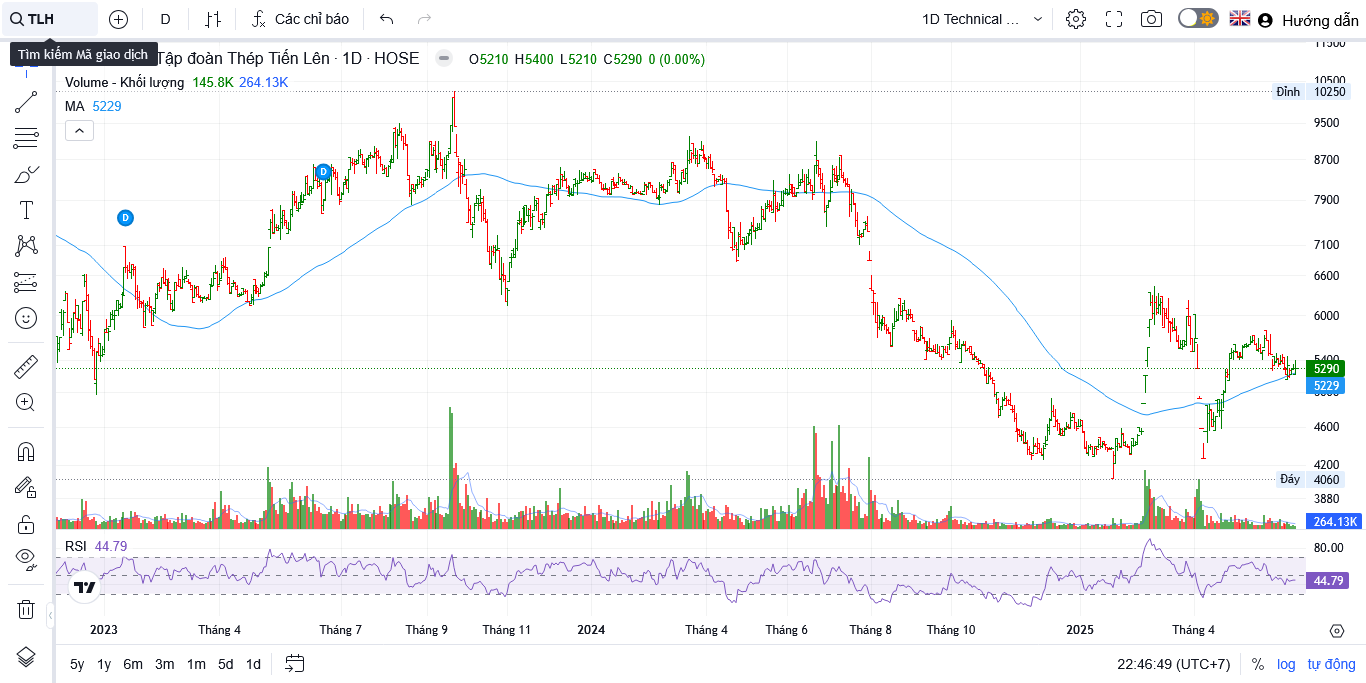 TLH
D
Các chỉ báo
1D Technical ...
Hướng dẫn
Tìm kiếm Mã giao dịch
Tập đoàn Thép Tiến Lên · 1D · HOSE
O5210 H5400 L5210 C5290 0 (0.00%)
Volume - Khối lượng 145.8K 264.13K
MA 5229
D
D
11500
10500
Đỉnh 10250
9500
8700
7900
7100
6600
6000
5400
5290
5229
5000
4600
4200
Đáy 4060
3880
264.13K
RSI 44.79
80.00
44.79
2023 Tháng 4 Tháng 7 Tháng 9 Tháng 11 2024 Tháng 4 Tháng 6 Tháng 8 Tháng 10 2025 Tháng 4
5y 1y 6m 3m 1m 5d 1d
22:46:49 (UTC+7) % log tự động